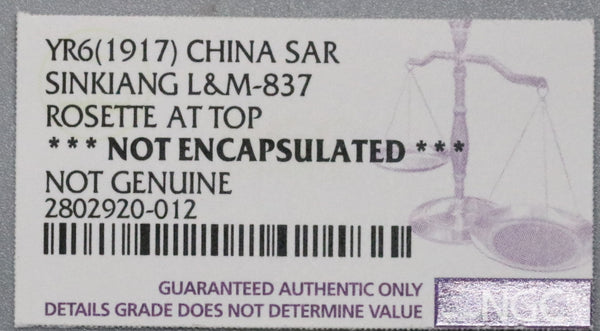 YR6(1917) CHINA SAR
SINKIANG L&M-837
ROSETTE AT TOP
*** NOT ENCAPSULATED ***
NOT GENUINE
2802920-012
GUARANTEED AUTHENTIC ONLY
DETAILS GRADE DOES NOT DETERMINE VALUE
NGC